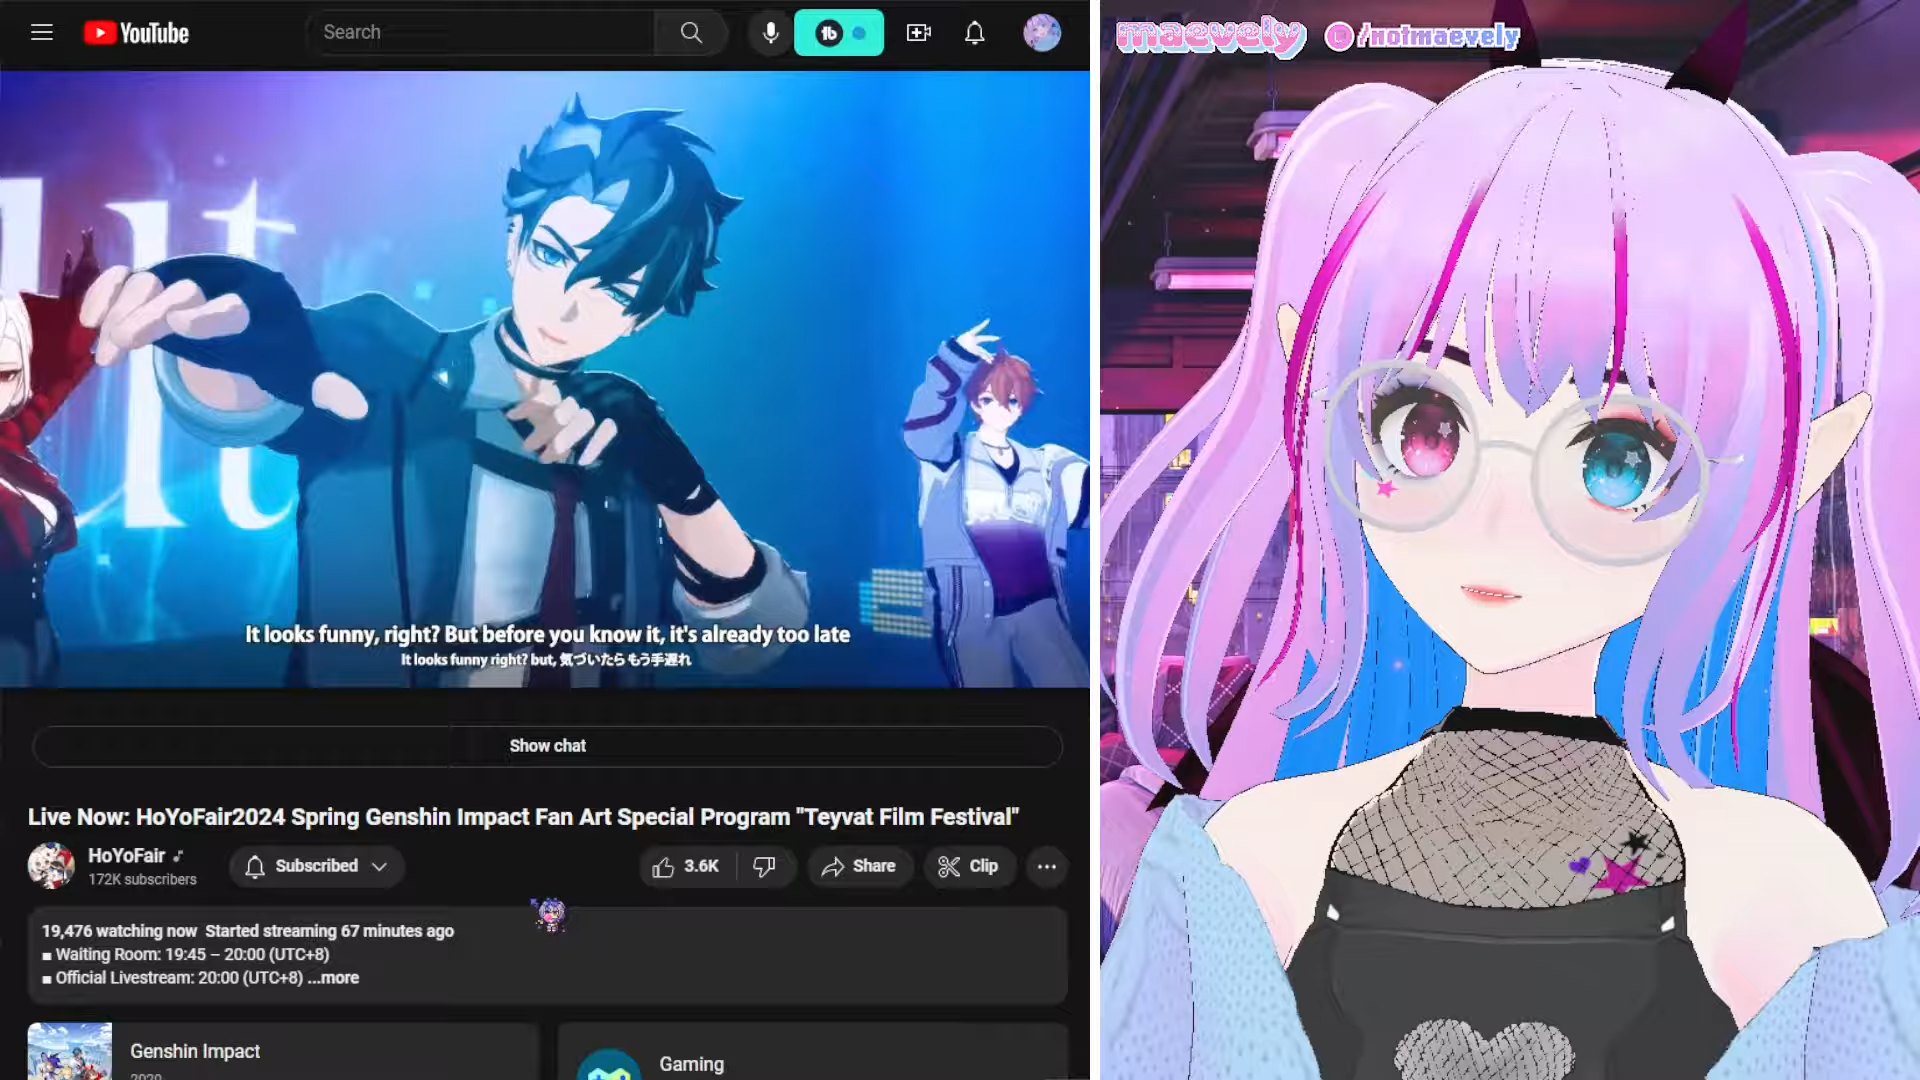 YouTube
Search
maevely
/notmaevely
It looks funny, right? But before you know it, it's already too late
It looks funny right? but, 気づいたらもう手遅れ
Show chat
Live Now: HoYoFair2024 Spring Genshin Impact Fan Art Special Program "Teyvat Film Festival"
HoYoFair
172K subscribers
Subscribed
3.6K
Share
Clip
19,476 watching now Started streaming 67 minutes ago
■ Waiting Room: 19:45 – 20:00 (UTC+8)
■ Official Livestream: 20:00 (UTC+8) ...more
Genshin Impact
2020
Gaming